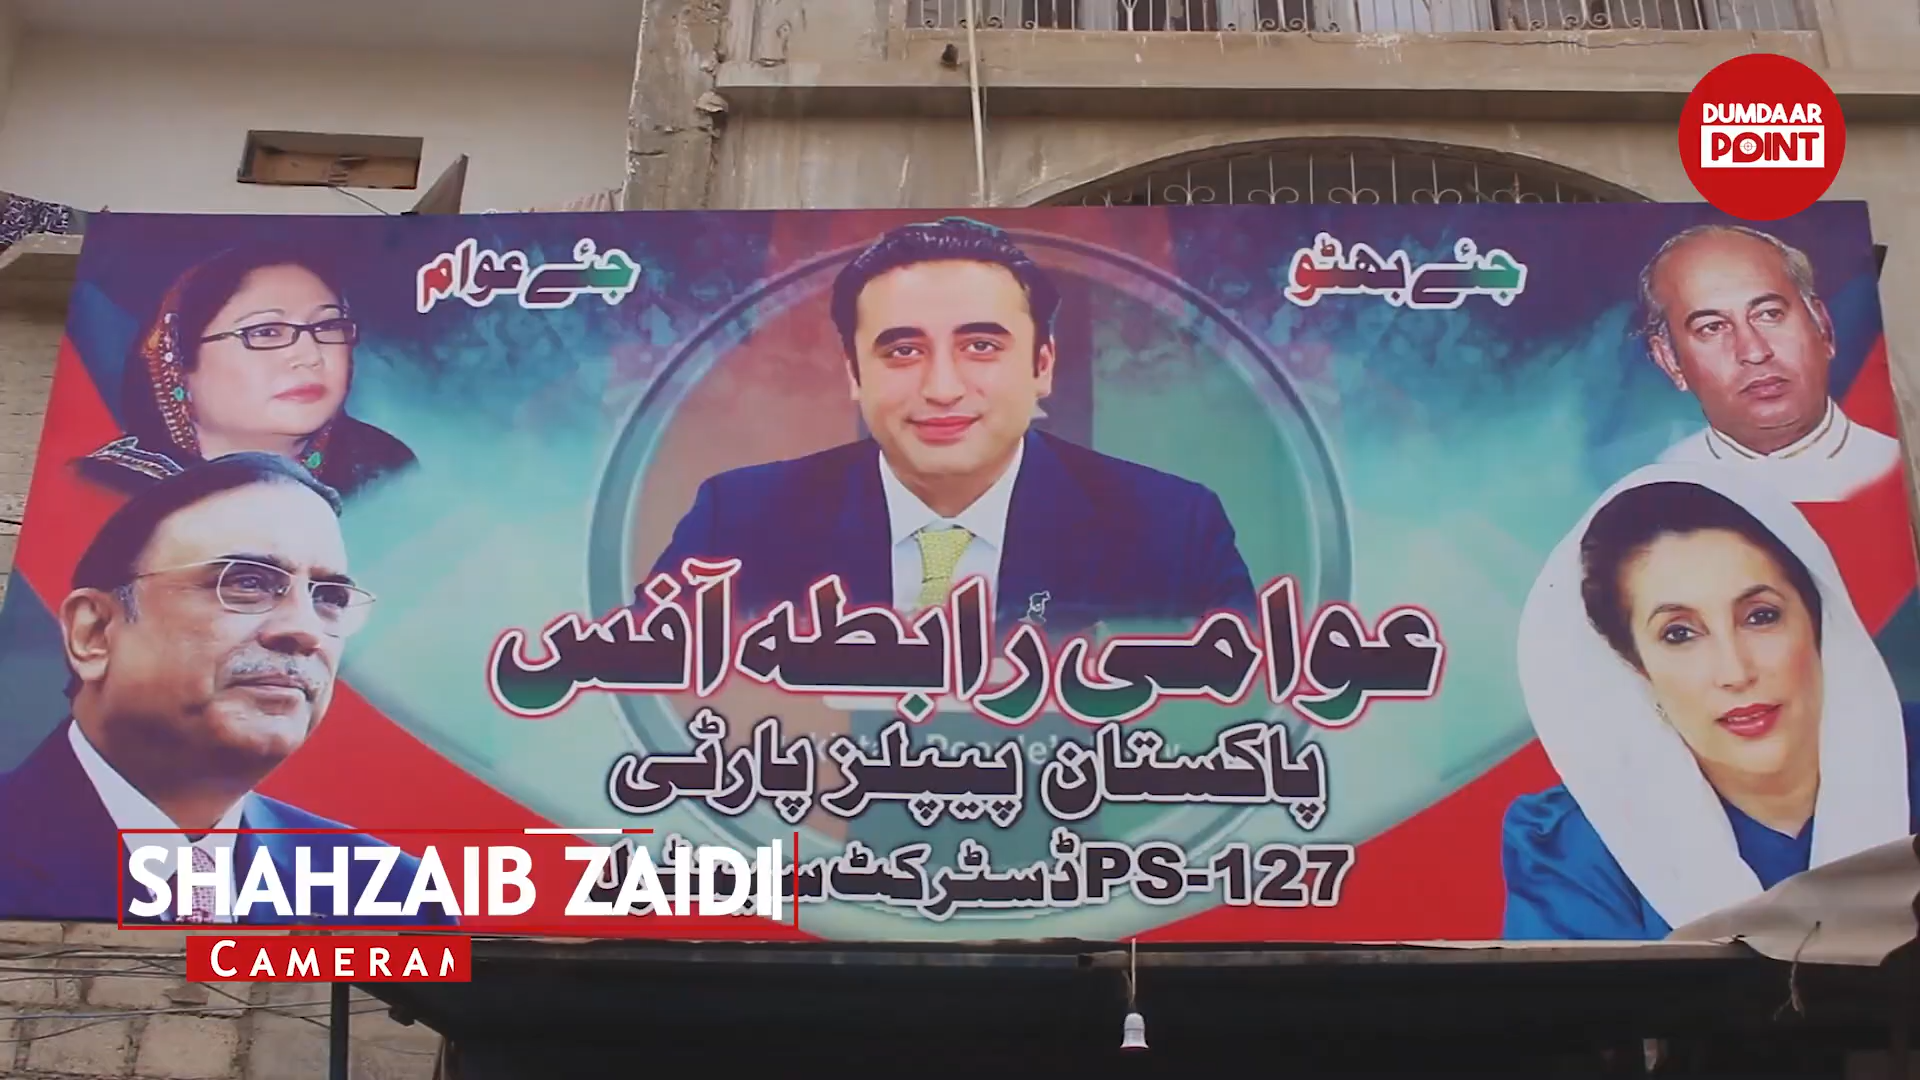 DUMDAAR
POINT
جئے بھٹو
جئے عوام
عوامی رابطہ آفس
پاکستان پیپلز پارٹی
PS-127 ڈسٹرکٹ
SHAHZAIB ZAIDI
CAMERAM